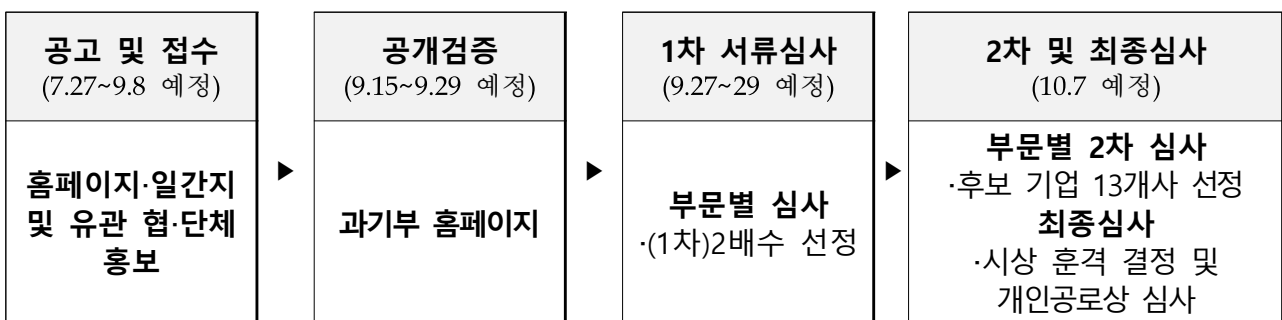 공고 및 접수
(7.27~9.8 예정)
홈페이지·일간지
및 유관 협·단체
홍보
▶
공개검증
(9.15~9.29 예정)
과기부 홈페이지
▶
1차 서류심사
(9.27~29 예정)
부문별 심사
·(1차)2배수 선정
▶
2차 및 최종심사
(10.7 예정)
부문별 2차 심사
·후보 기업 13개사 선정
최종심사
·시상 훈격 결정 및
개인공로상 심사